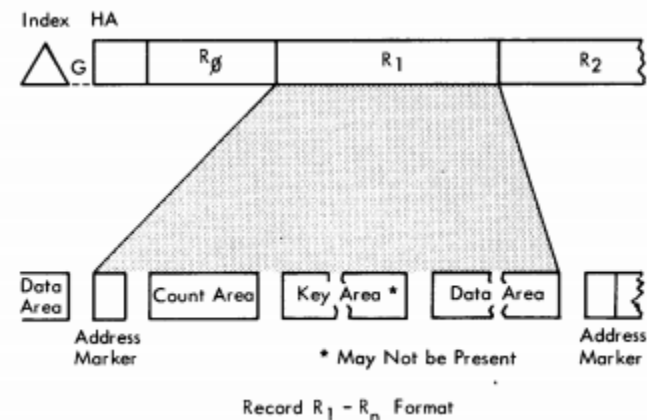 Index HA
G
RØ
R1
R2
Data Area
Count Area
Key Area *
Data Area
Address Marker
* May Not be Present
Address Marker
Record R1 - Rn Format